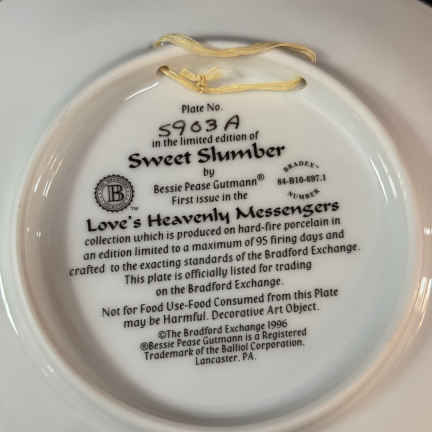 Plate No.
5903A
in the limited edition of
Sweet Slumber
by
Bessie Pease Gutmann®
First issue in the
BRADEX™
84-B10-697.1
NUMBER
B
™
Love's Heavenly Messengers
collection which is produced on hard-fire porcelain in
an edition limited to a maximum of 95 firing days and
crafted to the exacting standards of the Bradford Exchange.
This plate is officially listed for trading
on the Bradford Exchange.
Not for Food Use-Food Consumed from this Plate
may be Harmful. Decorative Art Object.
©The Bradford Exchange 1996
®Bessie Pease Gutmann is a Registered
Trademark of the Balliol Corporation,
Lancaster, PA.